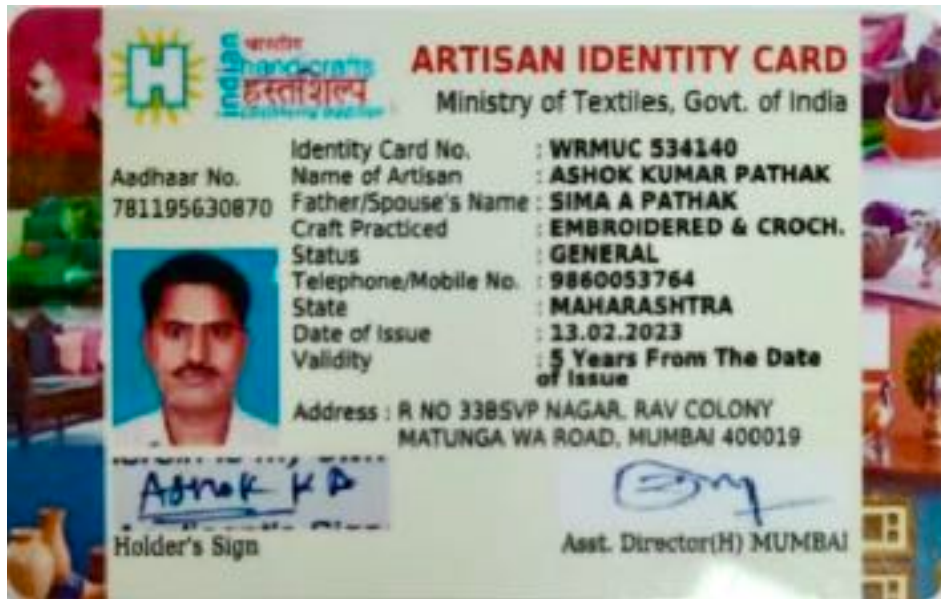 भारतीय
Indian handicrafts
हस्तशिल्प
ARTISAN IDENTITY CARD
Ministry of Textiles, Govt. of India
Aadhaar No.
781195630870
Identity Card No. : WRMUC 534140
Name of Artisan : ASHOK KUMAR PATHAK
Father/Spouse's Name : SIMA A PATHAK
Craft Practiced : EMBROIDERED & CROCH.
Status : GENERAL
Telephone/Mobile No. : 9860053764
State : MAHARASHTRA
Date of Issue : 13.02.2023
Validity : 5 Years From The Date
of Issue
Address : R NO 33BSVP NAGAR, RAV COLONY
MATUNGA WA ROAD, MUMBAI 400019
Ashok K P
Holder's Sign
Asst. Director(H) MUMBAI